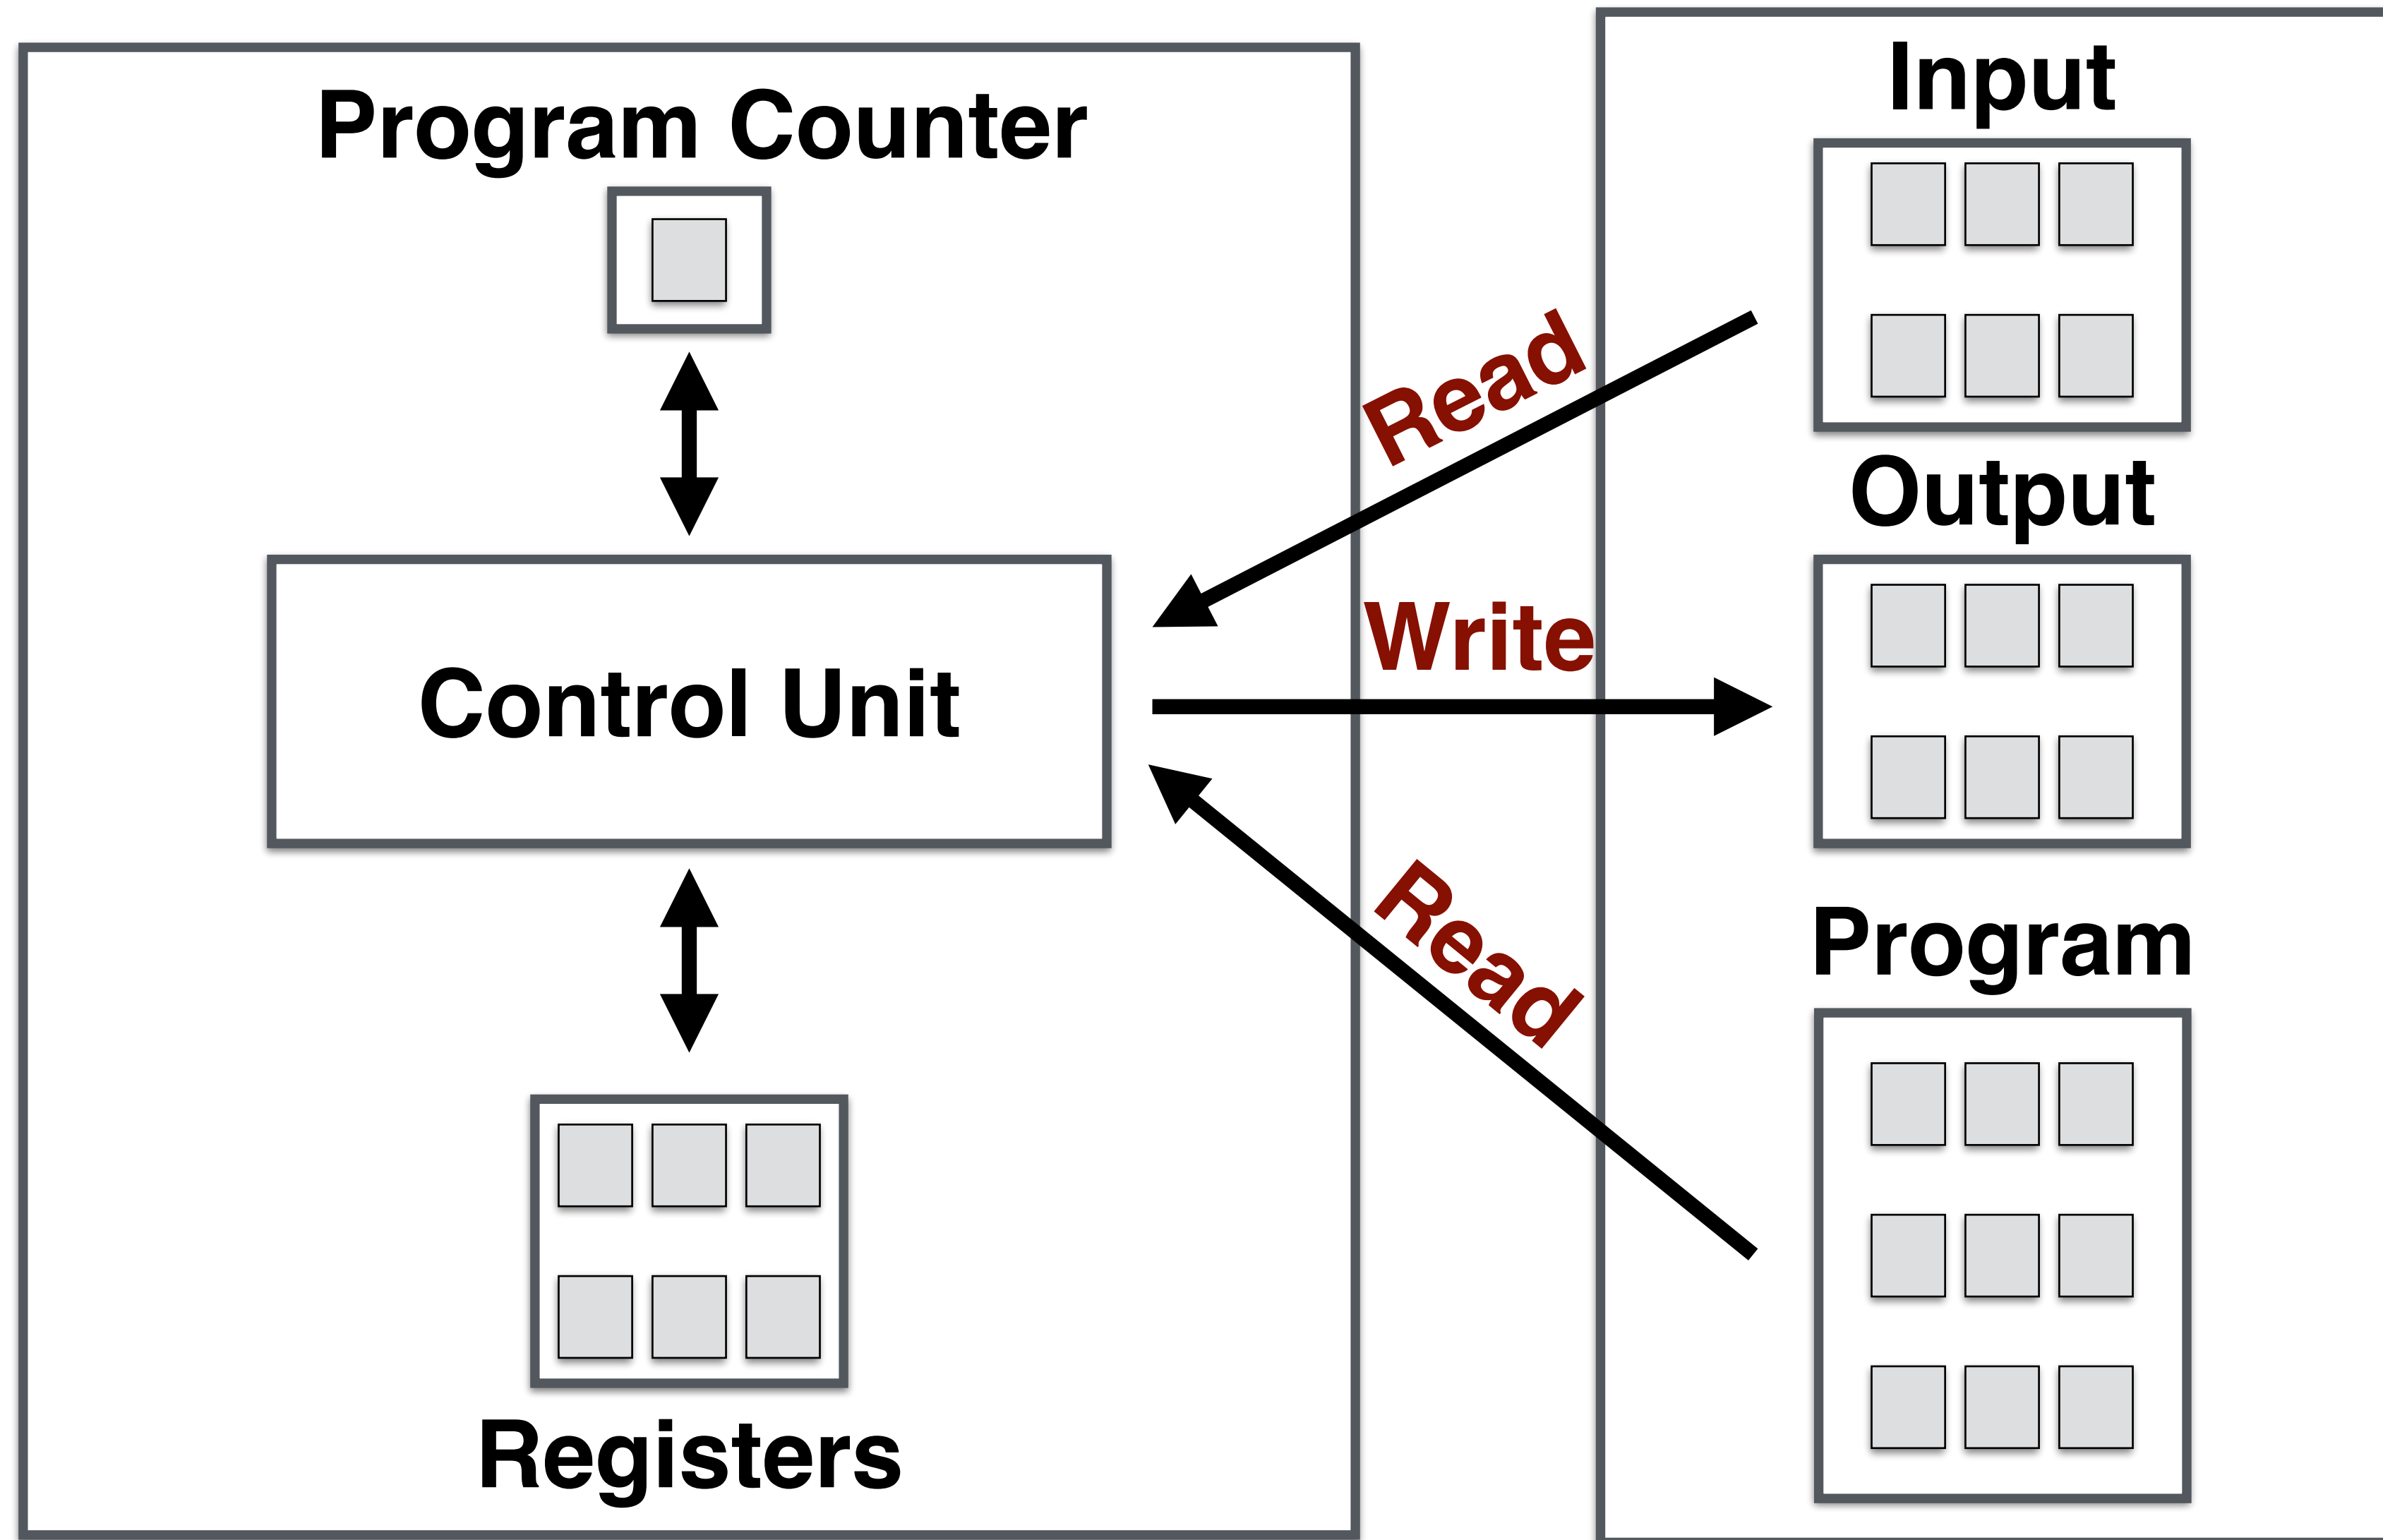 Program Counter
Control Unit
Registers
Read
Write
Read
Input
Output
Program